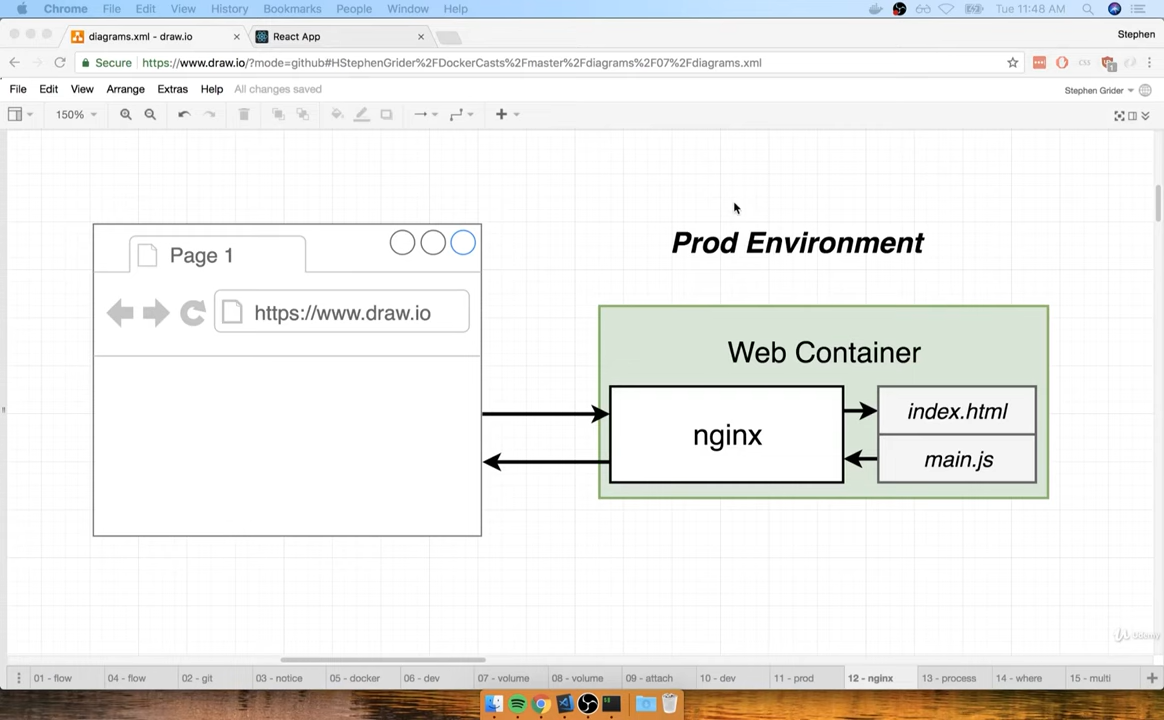 Chrome File Edit View History Bookmarks People Window Help Tue 11:48 AM
diagrams.xml - draw.io React App Stephen
Secure https://www.draw.io/?mode=github#HStephenGrider%2FDockerCasts%2Fmaster%2Fdiagrams%2F07%2Fdiagrams.xml
File Edit View Arrange Extras Help All changes saved Stephen Grider
150%
Prod Environment
Page 1
https://www.draw.io
Web Container
nginx
index.html
main.js
Udemy
01 - flow 04 - flow 02 - git 03 - notice 05 - docker 06 - dev 07 - volume 08 - volume 09 - attach 10 - dev 11 - prod 12 - nginx 13 - process 14 - where 15 - multi